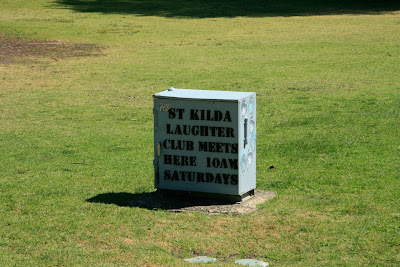 ST KILDA
LAUGHTER
CLUB MEETS
HERE 10AM
SATURDAYS